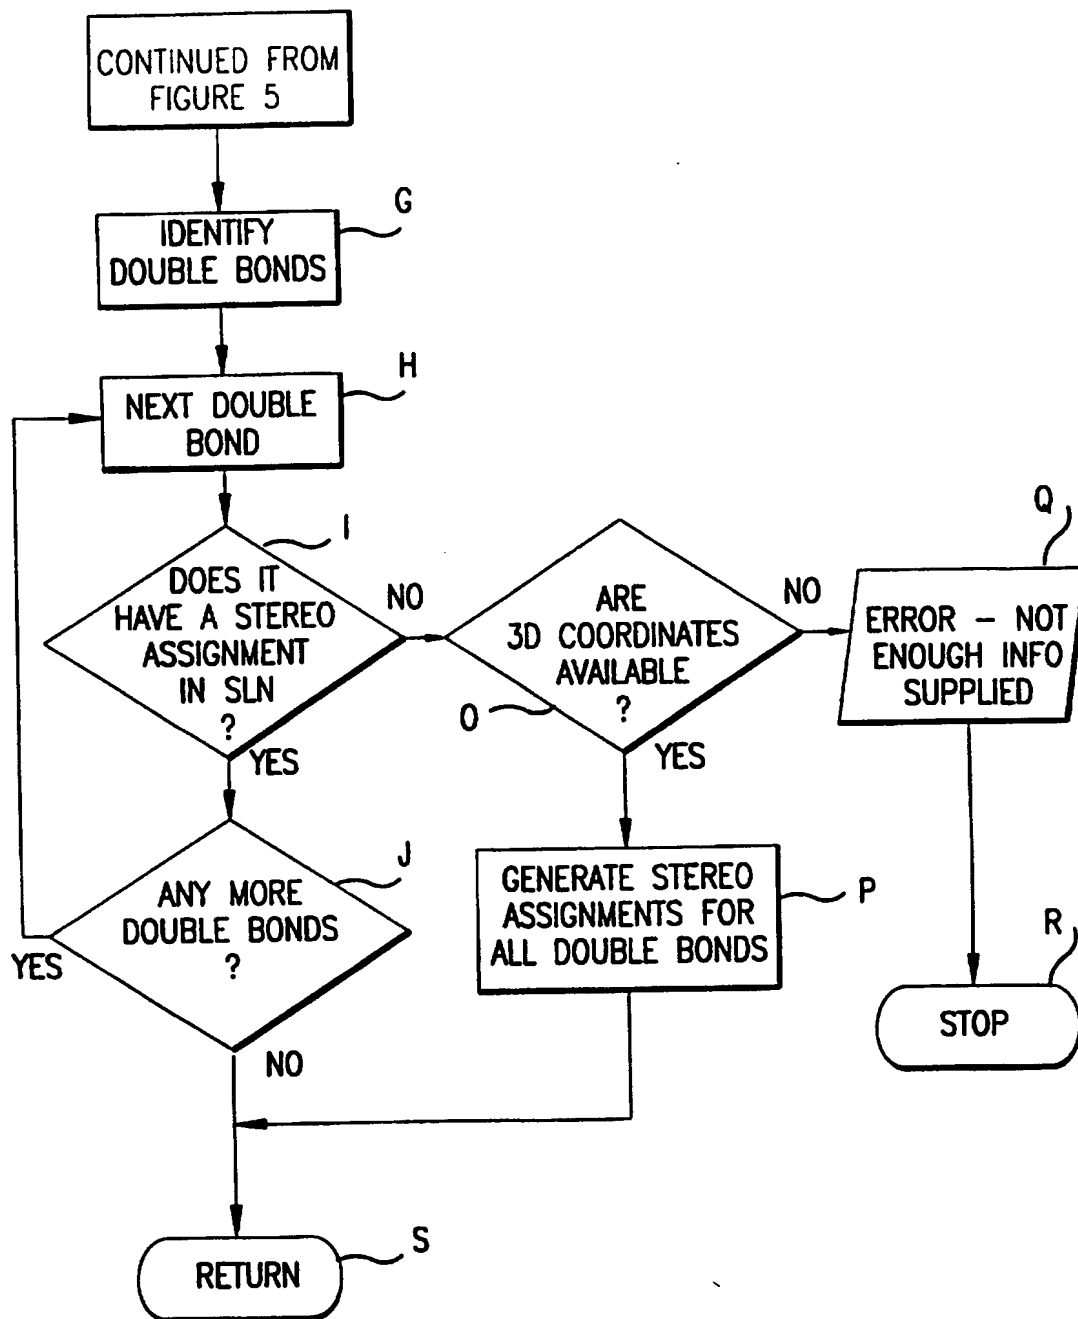 CONTINUED FROM
FIGURE 5
G
IDENTIFY
DOUBLE BONDS
H
NEXT DOUBLE
BOND
I
DOES IT
HAVE A STEREO
ASSIGNMENT
IN SLN
?
NO
YES
ARE
3D COORDINATES
AVAILABLE
?
O
NO
YES
Q
ERROR – NOT
ENOUGH INFO
SUPPLIED
J
ANY MORE
DOUBLE BONDS
?
YES
NO
GENERATE STEREO
ASSIGNMENTS FOR
ALL DOUBLE BONDS
P
R
STOP
S
RETURN